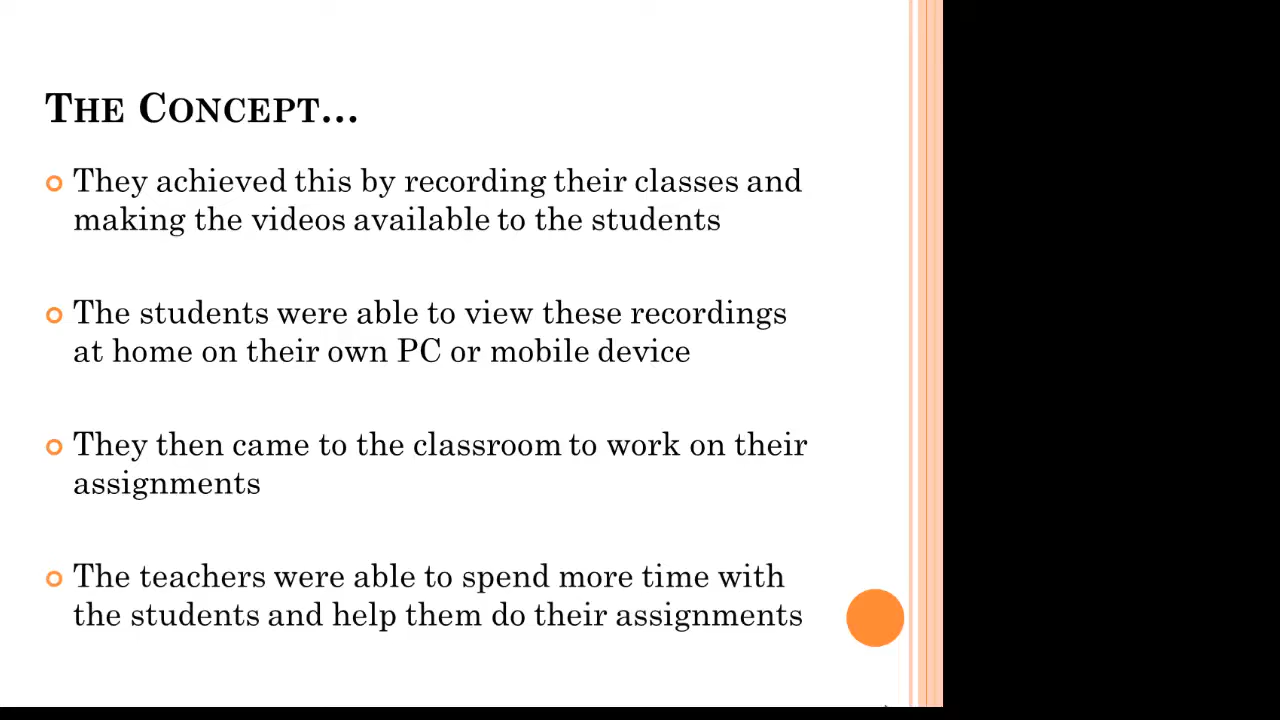 The Concept...
They achieved this by recording their classes and
making the videos available to the students
The students were able to view these recordings
at home on their own PC or mobile device
They then came to the classroom to work on their
assignments
The teachers were able to spend more time with
the students and help them do their assignments